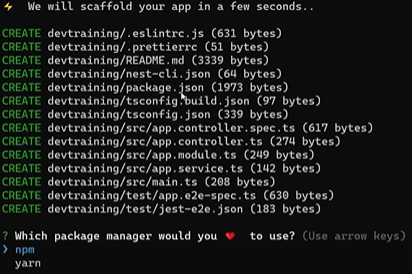 ⚡ We will scaffold your app in a few seconds..
CREATE devtraining/.eslintrc.js (631 bytes)
CREATE devtraining/.prettierrc (51 bytes)
CREATE devtraining/README.md (3339 bytes)
CREATE devtraining/nest-cli.json (64 bytes)
CREATE devtraining/package.json (1973 bytes)
CREATE devtraining/tsconfig.build.json (97 bytes)
CREATE devtraining/tsconfig.json (339 bytes)
CREATE devtraining/src/app.controller.spec.ts (617 bytes)
CREATE devtraining/src/app.controller.ts (274 bytes)
CREATE devtraining/src/app.module.ts (249 bytes)
CREATE devtraining/src/app.service.ts (142 bytes)
CREATE devtraining/src/main.ts (208 bytes)
CREATE devtraining/test/app.e2e-spec.ts (630 bytes)
CREATE devtraining/test/jest-e2e.json (183 bytes)
? Which package manager would you ❤️ to use? (Use arrow keys)
❯ npm
yarn